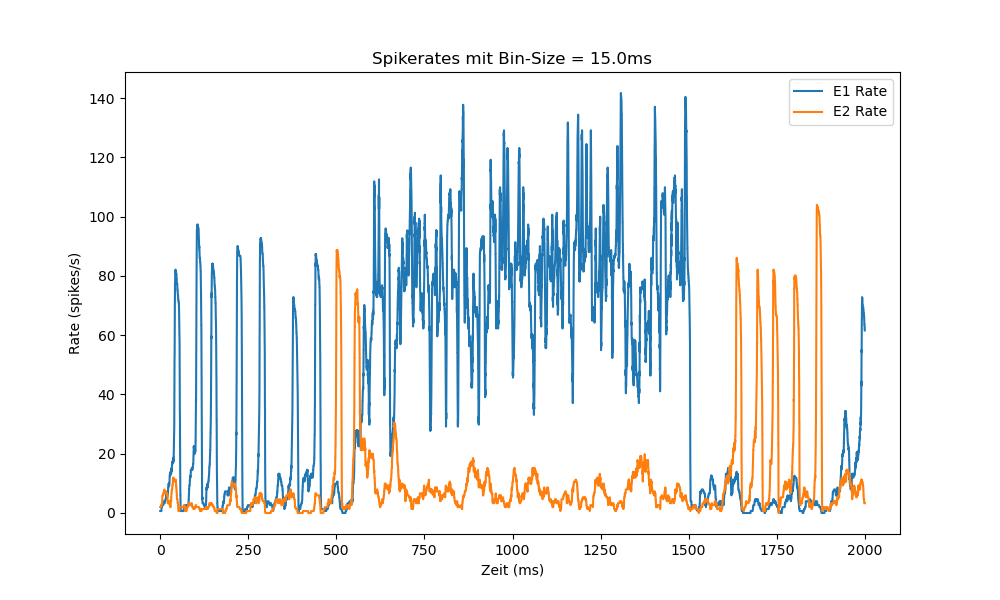 Spikerates mit Bin-Size = 15.0ms
E1 Rate
E2 Rate
140
120
100
80
60
40
20
0
Rate (spikes/s)
0 250 500 750 1000 1250 1500 1750 2000
Zeit (ms)